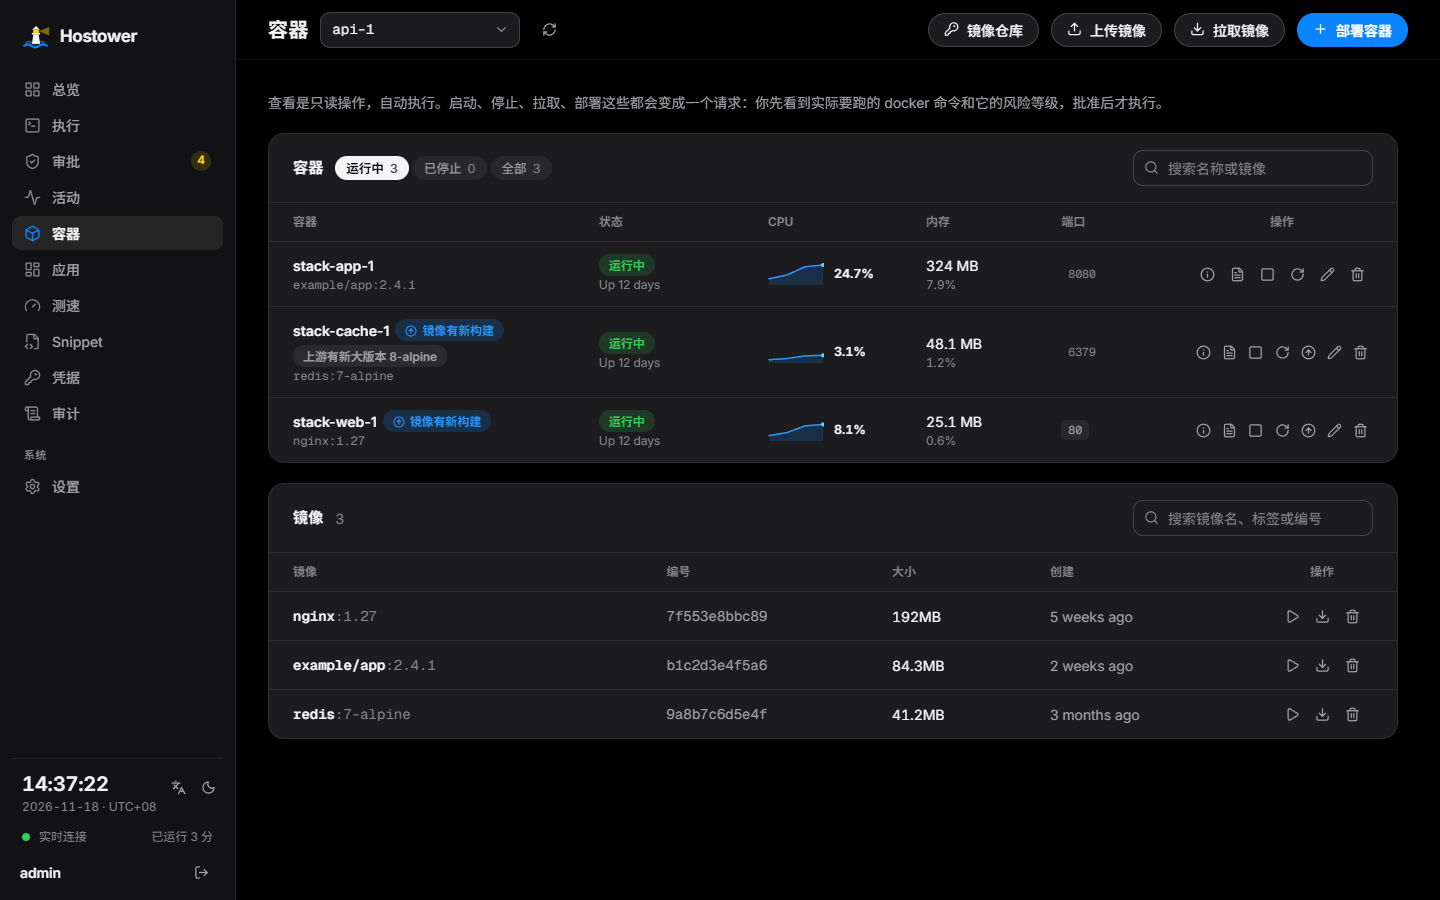 Hostower
总览
执行
审批 4
活动
容器
应用
测速
Snippet
凭据
审计
系统
设置
14:37:22
2026-11-18 · UTC+08
实时连接 已运行 3 分
admin
容器 api-1 镜像仓库 上传镜像 拉取镜像 部署容器
查看是只读操作，自动执行。启动、停止、拉取、部署这些都会变成一个请求：你先看到实际要跑的 docker 命令和它的风险等级，批准后才执行。
容器 运行中 3 已停止 0 全部 3 搜索名称或镜像
容器 状态 CPU 内存 端口 操作
stack-app-1 运行中 24.7% 324 MB 8080
example/app:2.4.1 Up 12 days 7.9%
stack-cache-1 镜像有新构建 运行中 3.1% 48.1 MB 6379
上游有新大版本 8-alpine Up 12 days 1.2%
redis:7-alpine
stack-web-1 镜像有新构建 运行中 8.1% 25.1 MB 80
nginx:1.27 Up 12 days 0.6%
镜像 3 搜索镜像名、标签或编号
镜像 编号 大小 创建 操作
nginx:1.27 7f553e8bbc89 192MB 5 weeks ago
example/app:2.4.1 b1c2d3e4f5a6 84.3MB 2 weeks ago
redis:7-alpine 9a8b7c6d5e4f 41.2MB 3 months ago